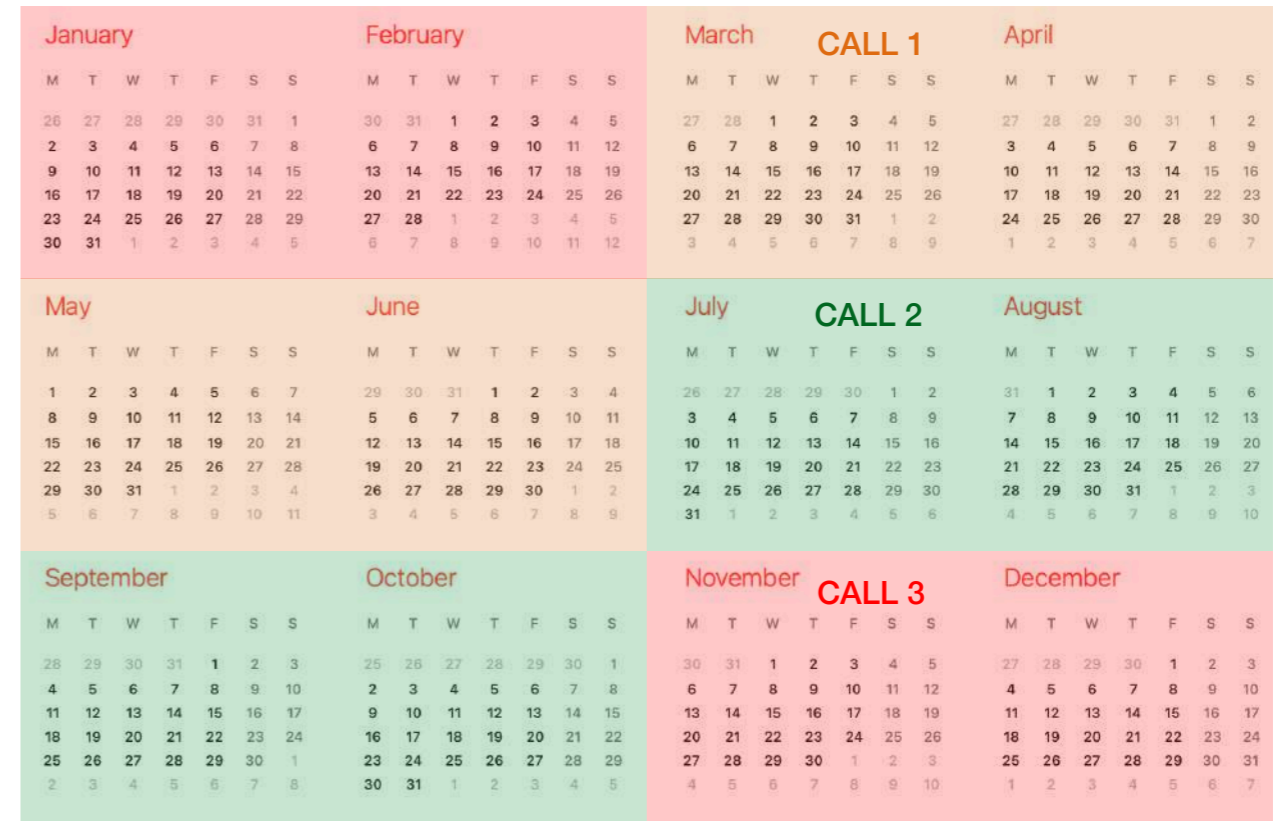 January
M T W T F S S
26 27 28 29 30 31 1
2 3 4 5 6 7 8
9 10 11 12 13 14 15
16 17 18 19 20 21 22
23 24 25 26 27 28 29
30 31 1 2 3 4 5
February
M T W T F S S
30 31 1 2 3 4 5
6 7 8 9 10 11 12
13 14 15 16 17 18 19
20 21 22 23 24 25 26
27 28 1 2 3 4 5
6 7 8 9 10 11 12
March
CALL 1
M T W T F S S
27 28 1 2 3 4 5
6 7 8 9 10 11 12
13 14 15 16 17 18 19
20 21 22 23 24 25 26
27 28 29 30 31 1 2
3 4 5 6 7 8 9
April
M T W T F S S
27 28 29 30 31 1 2
3 4 5 6 7 8 9
10 11 12 13 14 15 16
17 18 19 20 21 22 23
24 25 26 27 28 29 30
1 2 3 4 5 6 7
May
M T W T F S S
1 2 3 4 5 6 7
8 9 10 11 12 13 14
15 16 17 18 19 20 21
22 23 24 25 26 27 28
29 30 31 1 2 3 4
5 6 7 8 9 10 11
June
M T W T F S S
29 30 31 1 2 3 4
5 6 7 8 9 10 11
12 13 14 15 16 17 18
19 20 21 22 23 24 25
26 27 28 29 30 1 2
3 4 5 6 7 8 9
July
CALL 2
M T W T F S S
26 27 28 29 30 1 2
3 4 5 6 7 8 9
10 11 12 13 14 15 16
17 18 19 20 21 22 23
24 25 26 27 28 29 30
31 1 2 3 4 5 6
August
M T W T F S S
31 1 2 3 4 5 6
7 8 9 10 11 12 13
14 15 16 17 18 19 20
21 22 23 24 25 26 27
28 29 30 31 1 2 3
4 5 6 7 8 9 10
September
M T W T F S S
28 29 30 31 1 2 3
4 5 6 7 8 9 10
11 12 13 14 15 16 17
18 19 20 21 22 23 24
25 26 27 28 29 30 1
2 3 4 5 6 7 8
October
M T W T F S S
25 26 27 28 29 30 1
2 3 4 5 6 7 8
9 10 11 12 13 14 15
16 17 18 19 20 21 22
23 24 25 26 27 28 29
30 31 1 2 3 4 5
November
CALL 3
M T W T F S S
30 31 1 2 3 4 5
6 7 8 9 10 11 12
13 14 15 16 17 18 19
20 21 22 23 24 25 26
27 28 29 30 1 2 3
4 5 6 7 8 9 10
December
M T W T F S S
27 28 29 30 1 2 3
4 5 6 7 8 9 10
11 12 13 14 15 16 17
18 19 20 21 22 23 24
25 26 27 28 29 30 31
1 2 3 4 5 6 7